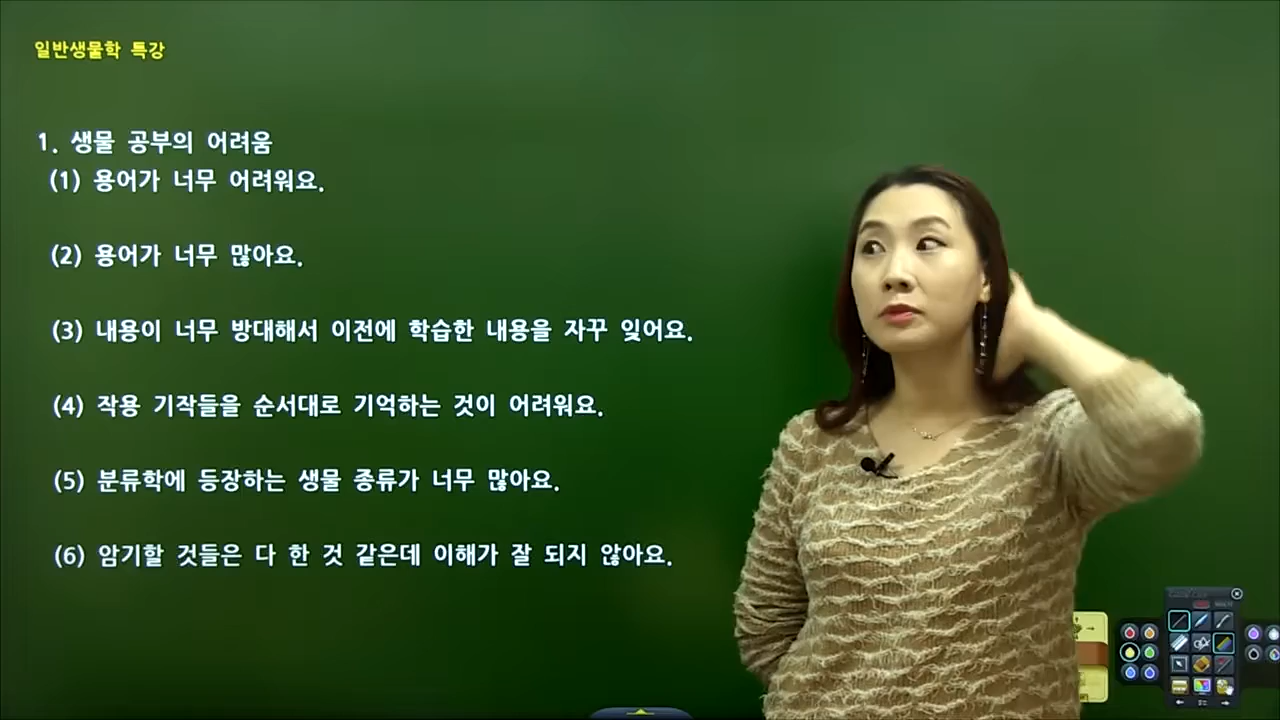 일반생물학 특강
1. 생물 공부의 어려움
(1) 용어가 너무 어려워요.
(2) 용어가 너무 많아요.
(3) 내용이 너무 방대해서 이전에 학습한 내용을 자꾸 잊어요.
(4) 작용 기작들을 순서대로 기억하는 것이 어려워요.
(5) 분류학에 등장하는 생물 종류가 너무 많아요.
(6) 암기할 것들은 다 한 것 같은데 이해가 잘 되지 않아요.